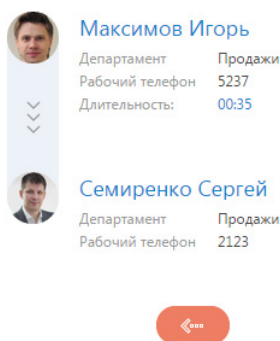 Максимов Игорь
Департамент Продажи
Рабочий телефон 5237
Длительность: 00:35
Семиренко Сергей
Департамент Продажи
Рабочий телефон 2123